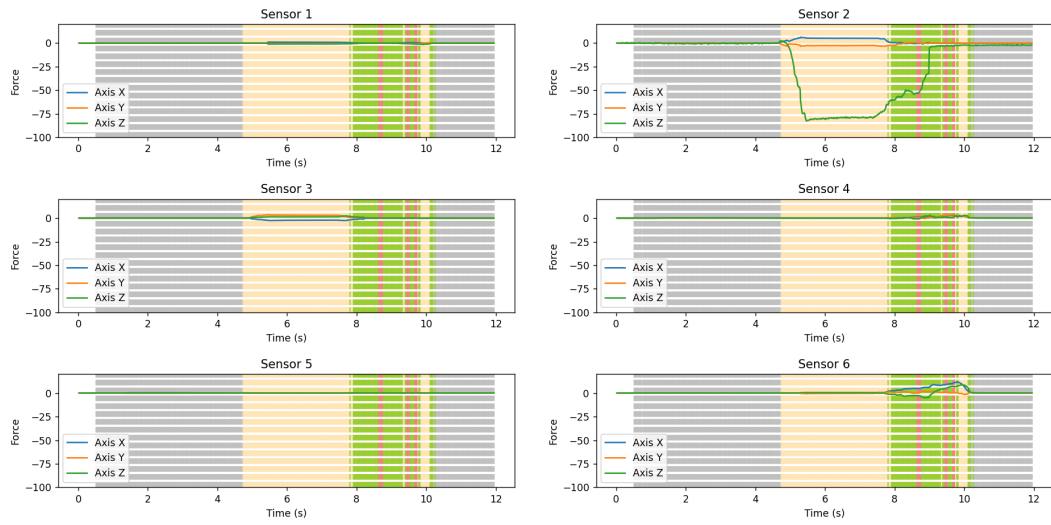 Sensor 1
0
−25
−50
−75
−100
Force
Axis X
Axis Y
Axis Z
0 2 4 6 8 10 12
Time (s)
Sensor 2
0
−25
−50
−75
−100
Force
Axis X
Axis Y
Axis Z
0 2 4 6 8 10 12
Time (s)
Sensor 3
0
−25
−50
−75
−100
Force
Axis X
Axis Y
Axis Z
0 2 4 6 8 10 12
Time (s)
Sensor 4
0
−25
−50
−75
−100
Force
Axis X
Axis Y
Axis Z
0 2 4 6 8 10 12
Time (s)
Sensor 5
0
−25
−50
−75
−100
Force
Axis X
Axis Y
Axis Z
0 2 4 6 8 10 12
Time (s)
Sensor 6
0
−25
−50
−75
−100
Force
Axis X
Axis Y
Axis Z
0 2 4 6 8 10 12
Time (s)